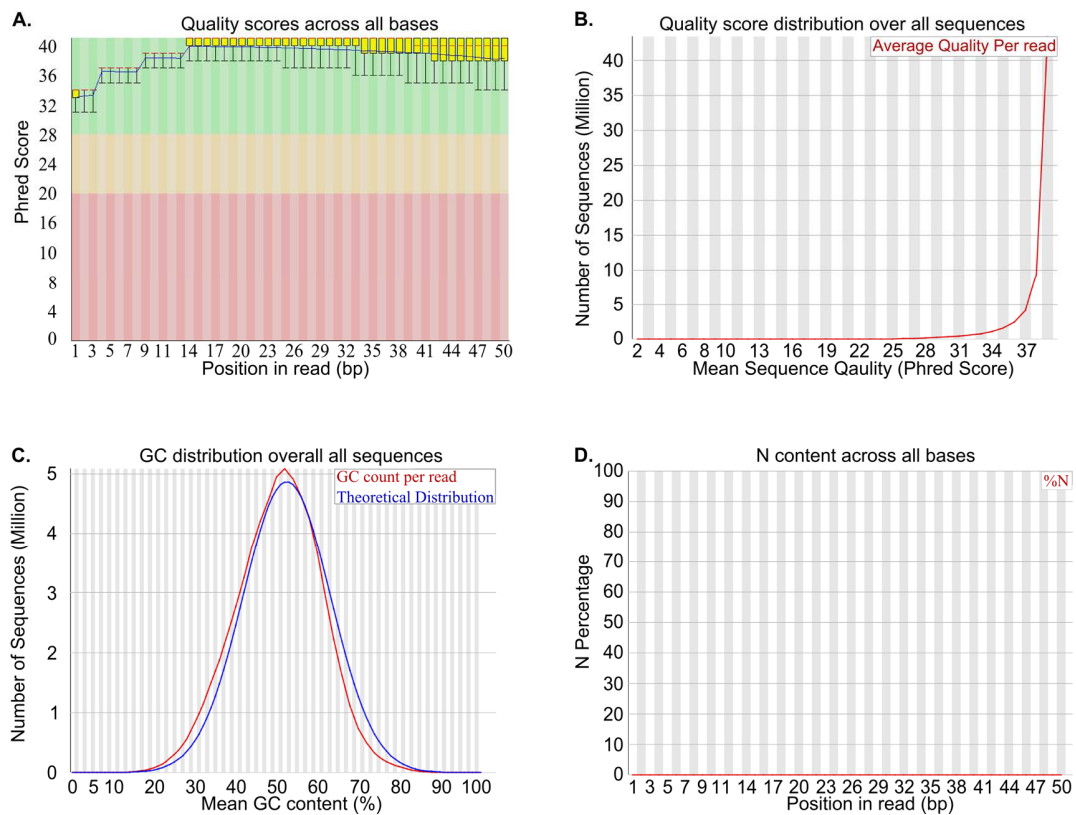 A.
Quality scores across all bases
Phred Score
40
36
32
28
24
20
16
10
8
4
0
1 3 5 7 9 11 14 17 20 23 26 29 32 35 38 41 44 47 50
Position in read (bp)
B.
Quality score distribution over all sequences
Average Quality Per read
Number of Sequences (Million)
40
35
30
25
20
15
10
5
0
2 4 6 8 10 13 16 19 22 25 28 31 34 37
Mean Sequence Qaulity (Phred Score)
C.
GC distribution overall all sequences
GC count per read
Theoretical Distribution
Number of Sequences (Million)
5
4
3
2
1
0
0 5 10 20 30 40 50 60 70 80 90 100
Mean GC content (%)
D.
N content across all bases
%N
N Percentage
100
90
80
70
60
50
40
30
20
10
0
1 3 5 7 9 11 14 17 20 23 26 29 32 35 38 41 44 47 50
Position in read (bp)